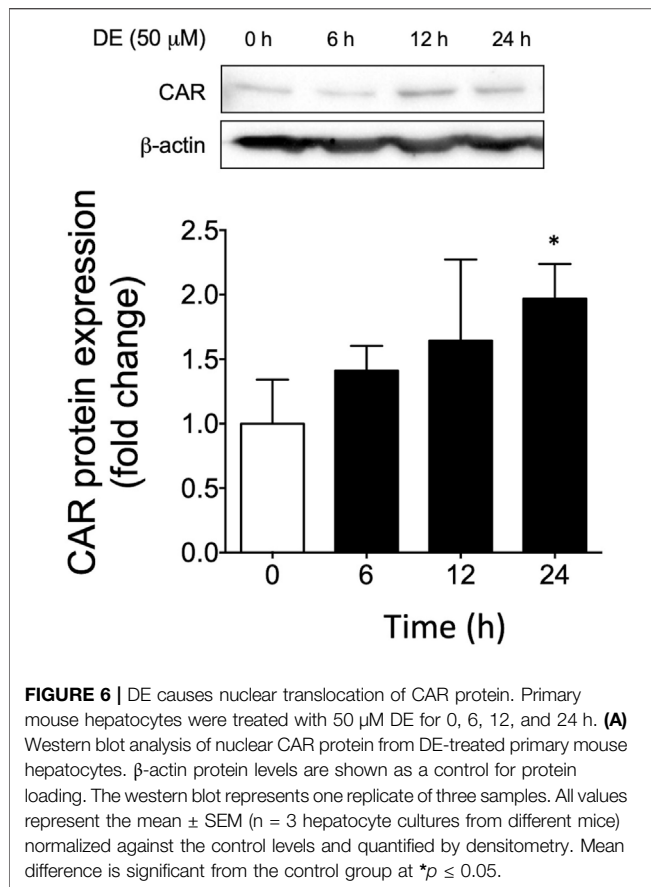 DE (50 μM) 0 h 6 h 12 h 24 h
CAR
β-actin
CAR protein expression
(fold change)
2.5
2.0
1.5
1.0
0.5
0.0
*
0 6 12 24
Time (h)
FIGURE 6 | DE causes nuclear translocation of CAR protein. Primary
mouse hepatocytes were treated with 50 μM DE for 0, 6, 12, and 24 h. (A)
Western blot analysis of nuclear CAR protein from DE-treated primary mouse
hepatocytes. β-actin protein levels are shown as a control for protein
loading. The western blot represents one replicate of three samples. All values
represent the mean ± SEM (n = 3 hepatocyte cultures from different mice)
normalized against the control levels and quantified by densitometry. Mean
difference is significant from the control group at *p ≤ 0.05.